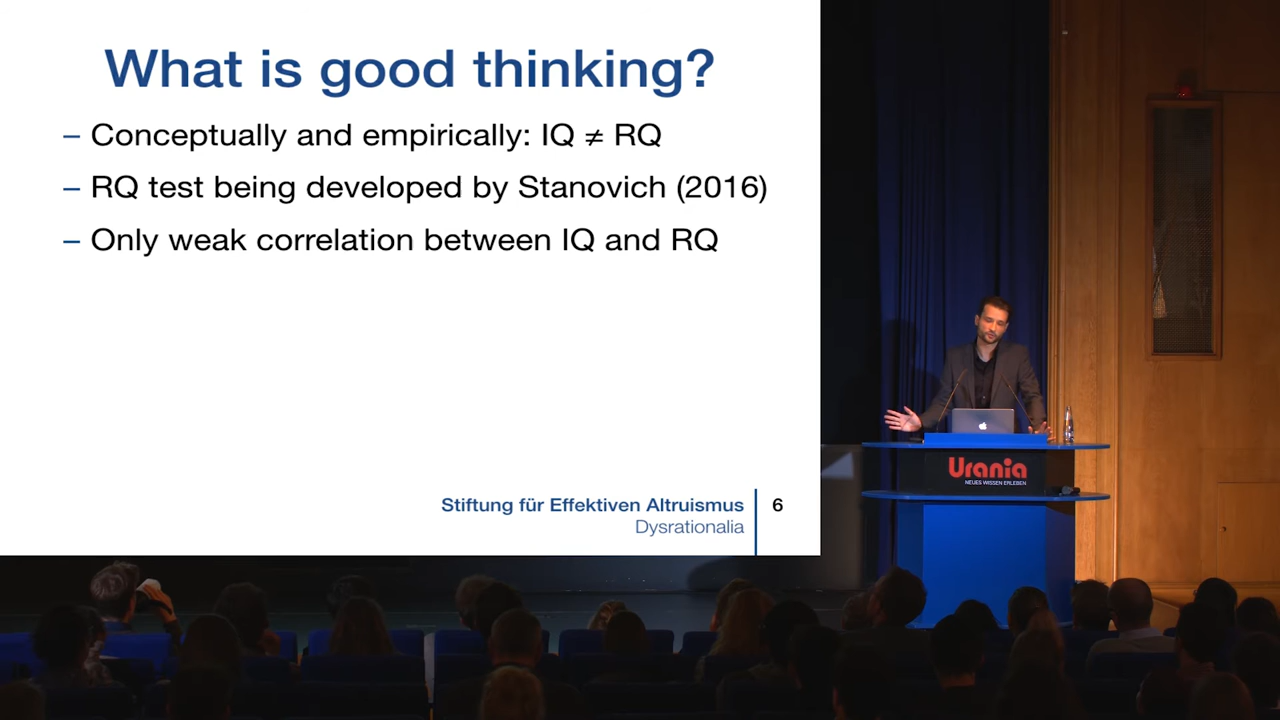 What is good thinking?
– Conceptually and empirically: IQ ≠ RQ
– RQ test being developed by Stanovich (2016)
– Only weak correlation between IQ and RQ
Stiftung für Effektiven Altruismus
Dysrationalia
6
Urania
NEUES WISSEN ERLEBEN